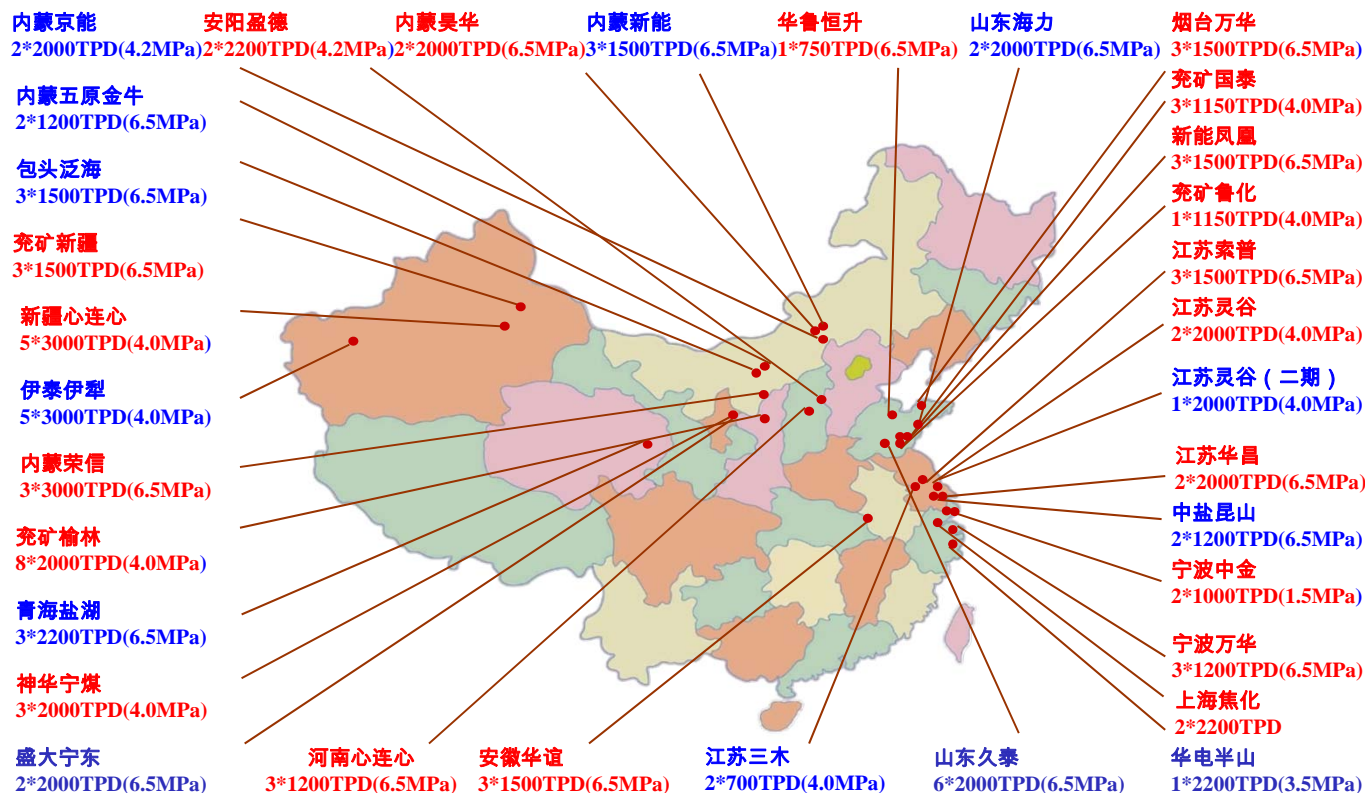 内蒙京能
2*2000TPD(4.2MPa)
安阳盈德
2*2200TPD(4.2MPa)
内蒙昊华
2*2000TPD(6.5MPa)
内蒙新能
3*1500TPD(6.5MPa)
华鲁恒升
1*750TPD(6.5MPa)
山东海力
2*2000TPD(6.5MPa)
烟台万华
3*1500TPD(6.5MPa)
内蒙五原金牛
2*1200TPD(6.5MPa)
包头泛海
3*1500TPD(6.5MPa)
兖矿新疆
3*1500TPD(6.5MPa)
新疆心连心
5*3000TPD(4.0MPa)
伊泰伊犁
5*3000TPD(4.0MPa)
内蒙荣信
3*3000TPD(6.5MPa)
兖矿榆林
8*2000TPD(4.0MPa)
青海盐湖
3*2200TPD(6.5MPa)
神华宁煤
3*2000TPD(4.0MPa)
盛大宁东
2*2000TPD(6.5MPa)
河南心连心
3*1200TPD(6.5MPa)
安徽华谊
3*1500TPD(6.5MPa)
江苏三木
2*700TPD(4.0MPa)
山东久泰
6*2000TPD(6.5MPa)
兖矿国泰
3*1150TPD(4.0MPa)
新能凤凰
3*1500TPD(6.5MPa)
兖矿鲁化
1*1150TPD(4.0MPa)
江苏索普
3*1500TPD(6.5MPa)
江苏灵谷
2*2000TPD(4.0MPa)
江苏灵谷（二期）
1*2000TPD(4.0MPa)
江苏华昌
2*2000TPD(6.5MPa)
中盐昆山
2*1200TPD(6.5MPa)
宁波中金
2*1000TPD(1.5MPa)
宁波万华
3*1200TPD(6.5MPa)
上海焦化
2*2200TPD
华电半山
1*2200TPD(3.5MPa)